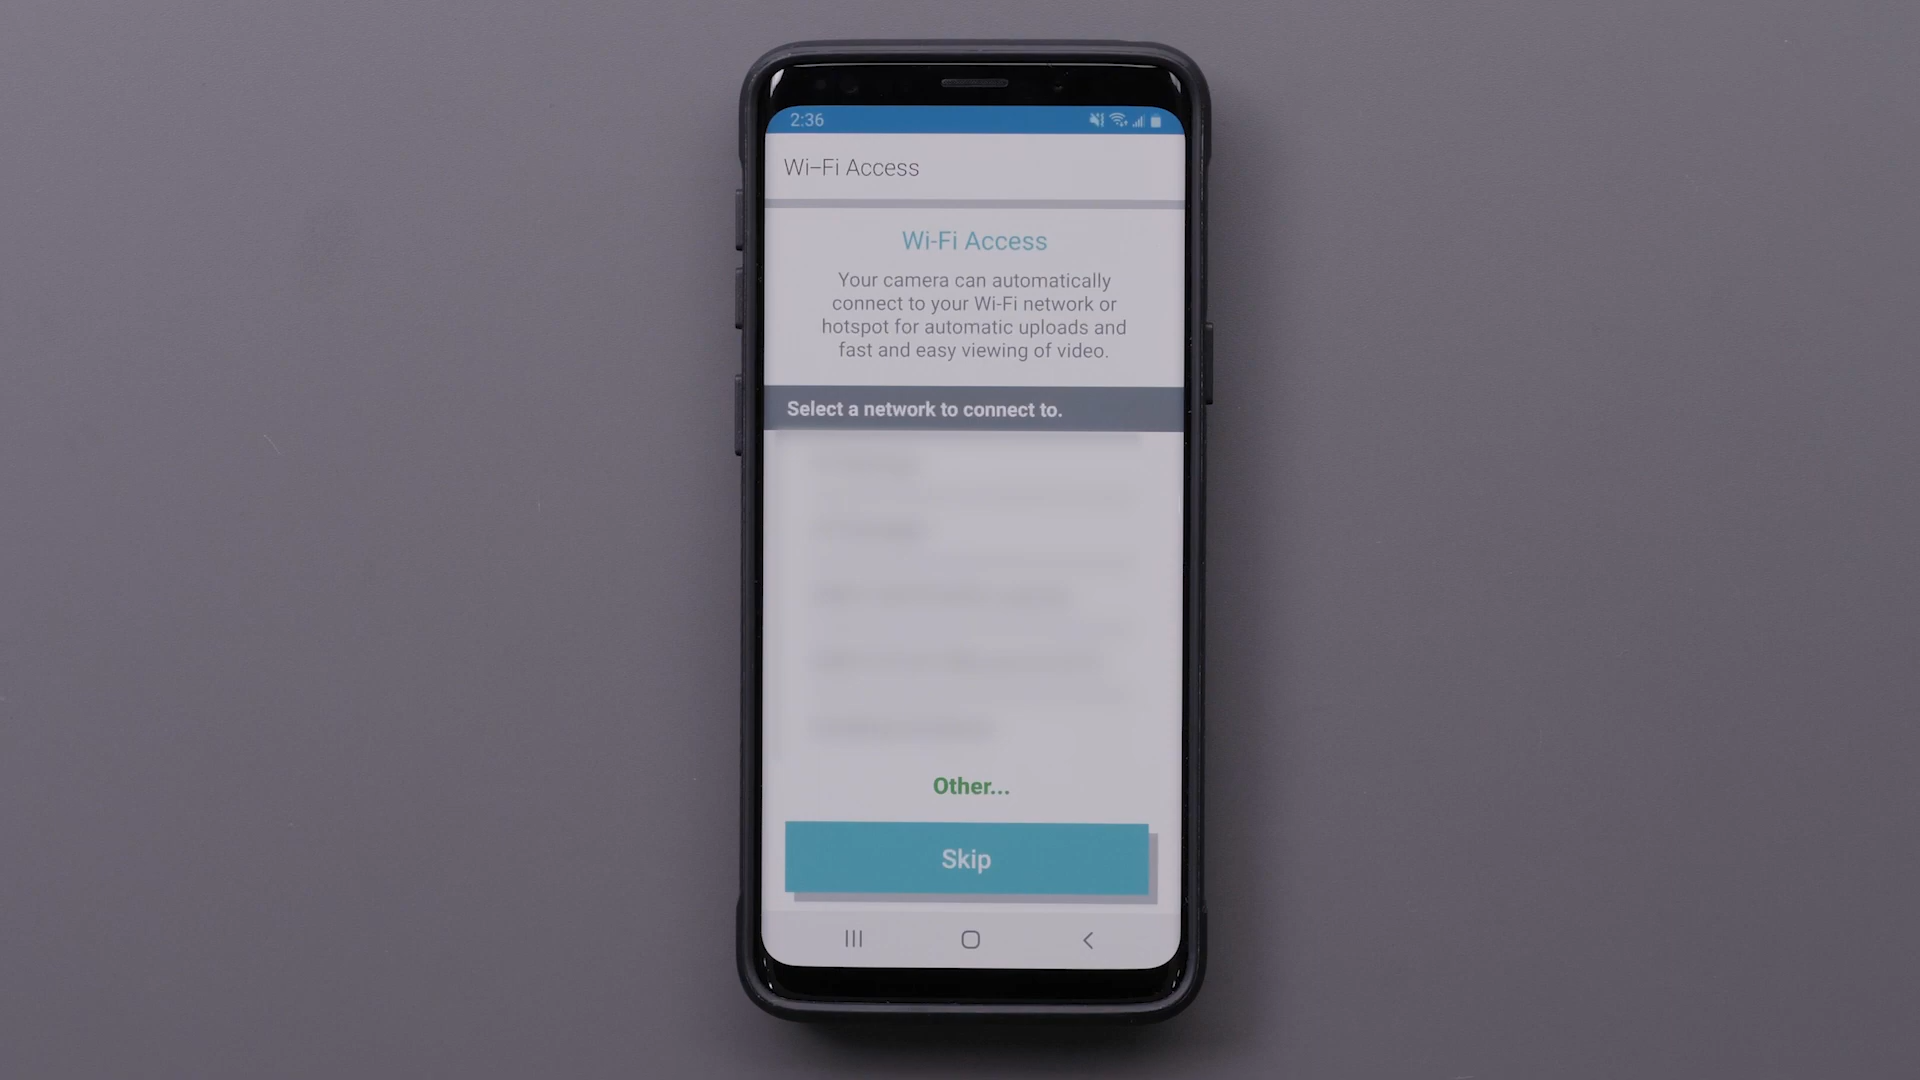 2:36
Wi-Fi Access
Wi-Fi Access
Your camera can automatically
connect to your Wi-Fi network or
hotspot for automatic uploads and
fast and easy viewing of video.
Select a network to connect to.
Other...
Skip